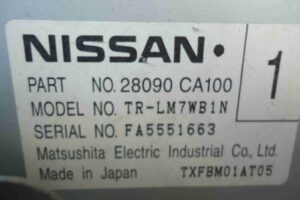 NISSAN• 1
PART NO. 28090 CA100
MODEL NO. TR-LM7WB1N
SERIAL NO. FA5551663
Matsushita Electric Industrial Co., Ltd.
Made in Japan TXFBM01AT05